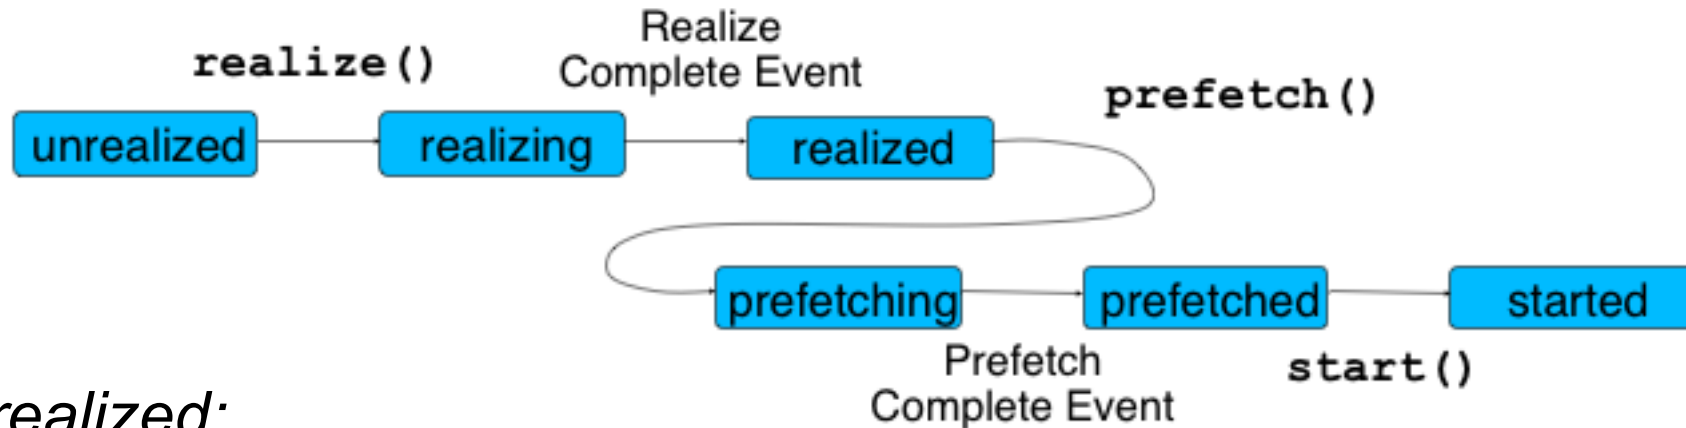 Realize
Complete Event
realize()
prefetch()
unrealized
realizing
realized
prefetching
prefetched
started
Prefetch
Complete Event
start()
realized: